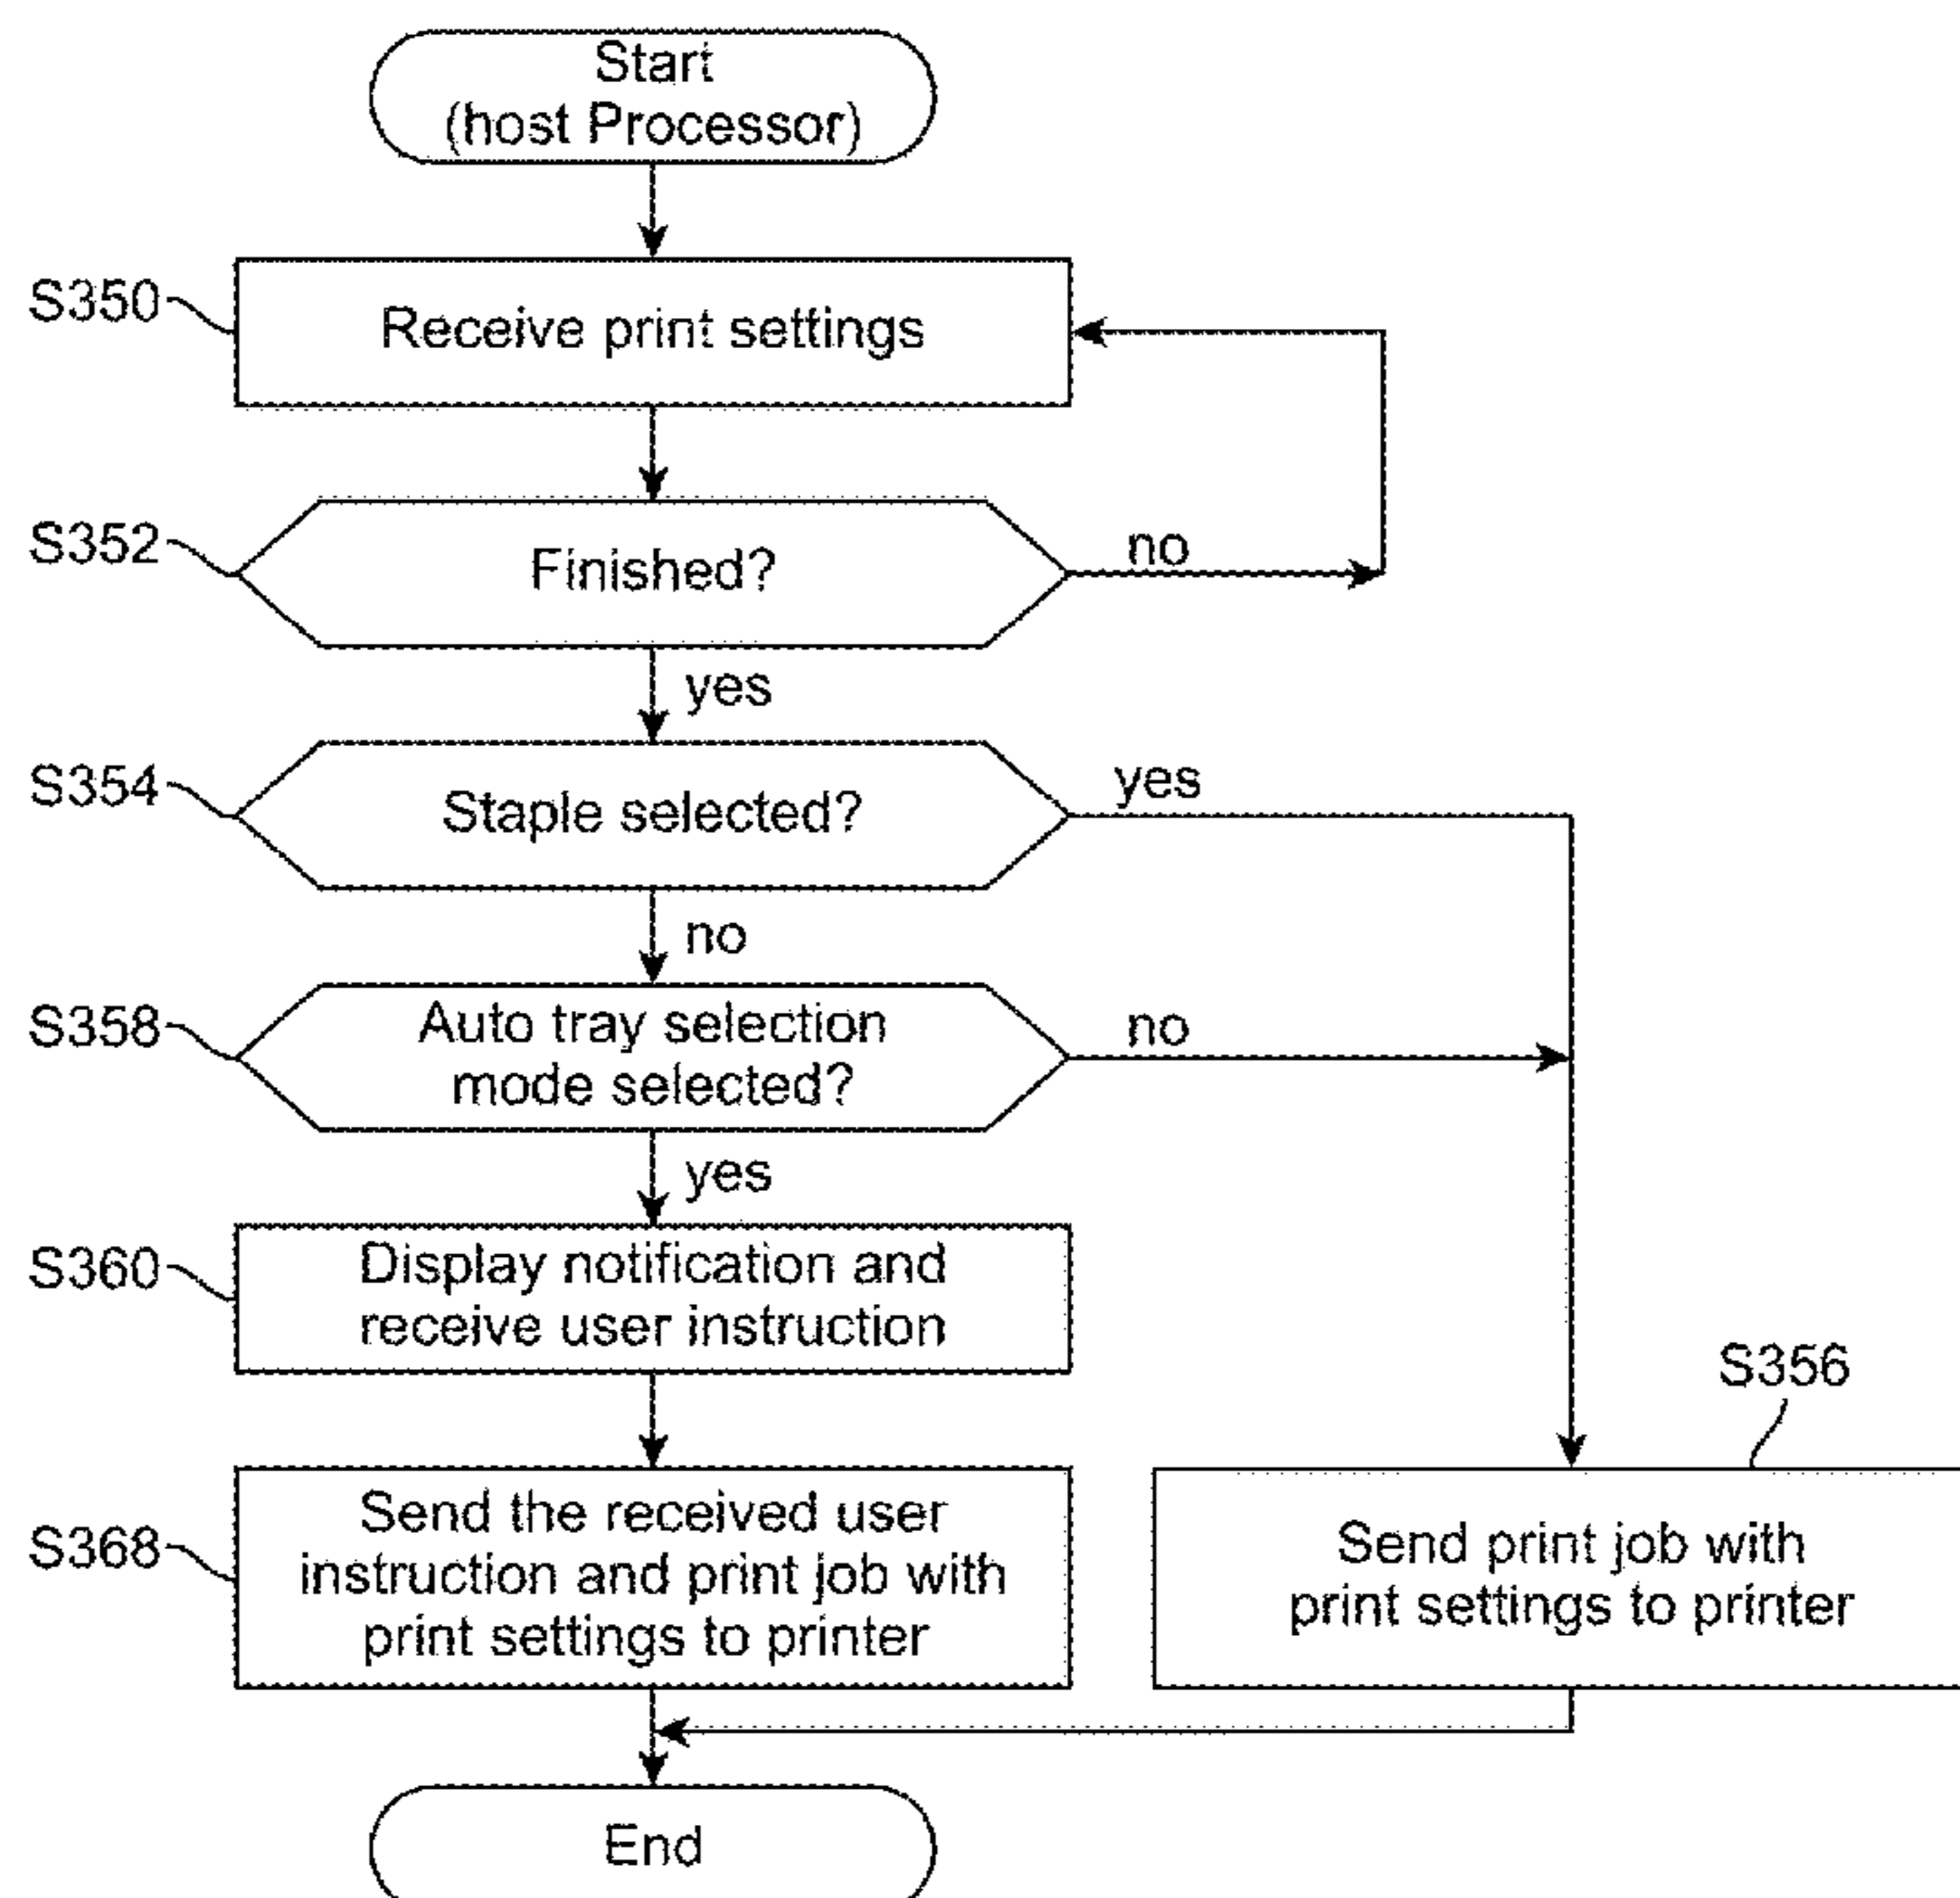 Start
(host Processor)
S350
Receive print settings
S352
Finished?
no
yes
S354
Staple selected?
yes
no
S358
Auto tray selection
mode selected?
no
yes
S360
Display notification and
receive user instruction
S356
S368
Send the received user
instruction and print job with
print settings to printer
Send print job with
print settings to printer
End